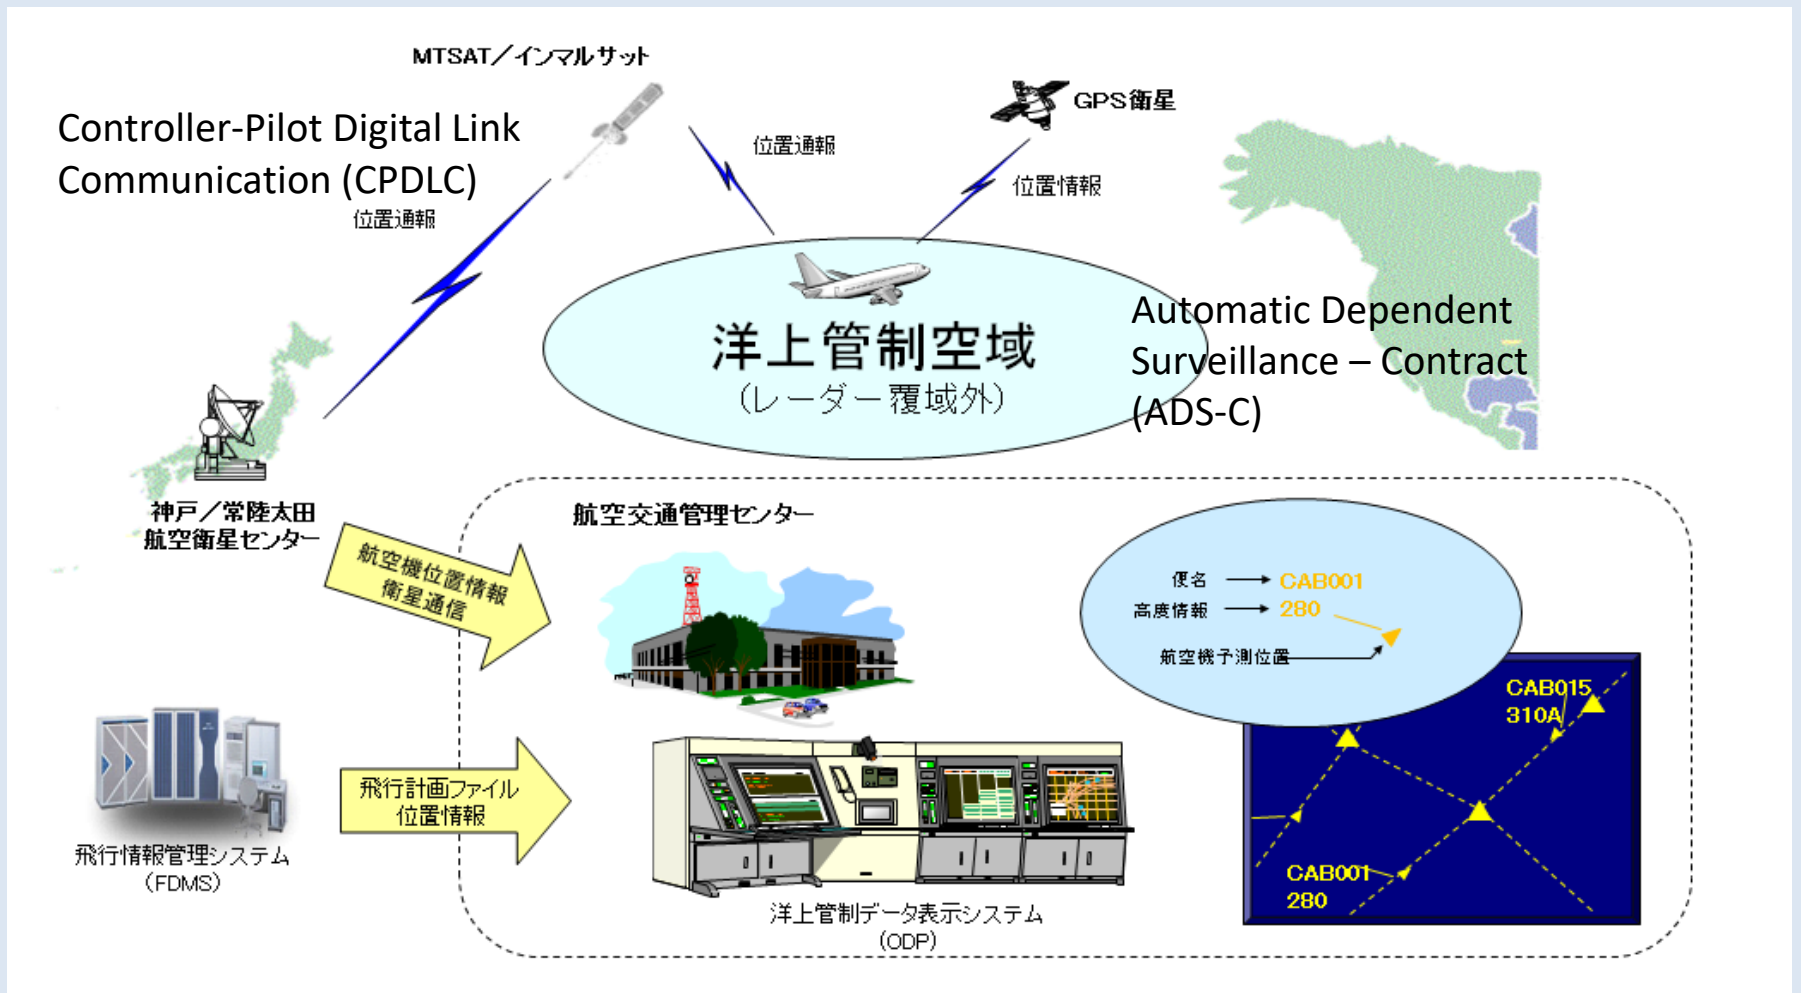 MTSAT／インマルサット
GPS衛星
Controller-Pilot Digital Link
Communication (CPDLC)
位置通報
位置通報
位置情報
洋上管制空域
（レーダー覆域外）
Automatic Dependent
Surveillance – Contract
(ADS-C)
神戸／常陸太田
航空衛星センター
航空機位置情報
衛星通信
航空交通管理センター
便名
CAB001
高度情報
280
航空機予測位置
CAB015
310A
CAB001
280
飛行計画ファイル
位置情報
飛行情報管理システム
（FDMS）
洋上管制データ表示システム
（ODP）